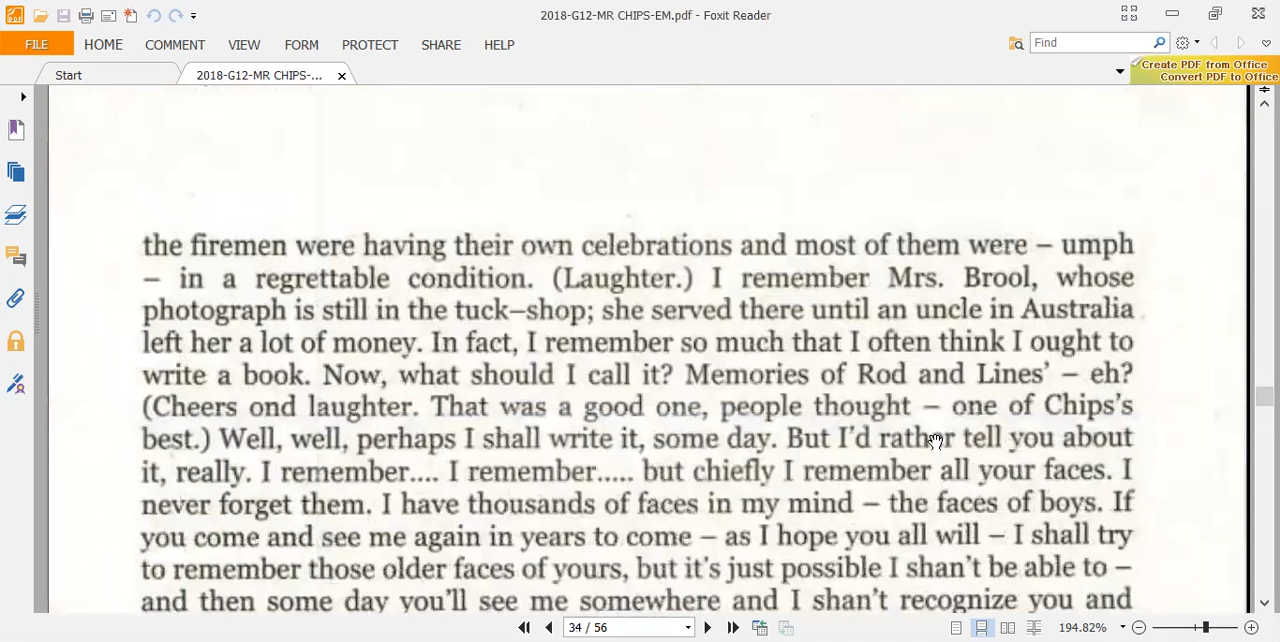 2018-G12-MR CHIPS-EM.pdf - Foxit Reader
FILE HOME COMMENT VIEW FORM PROTECT SHARE HELP
Find
Start 2018-G12-MR CHIPS-...
Create PDF from Office
Convert PDF to Office
the firemen were having their own celebrations and most of them were – umph
– in a regrettable condition. (Laughter.) I remember Mrs. Brool, whose
photograph is still in the tuck–shop; she served there until an uncle in Australia
left her a lot of money. In fact, I remember so much that I often think I ought to
write a book. Now, what should I call it? Memories of Rod and Lines' – eh?
(Cheers ond laughter. That was a good one, people thought – one of Chips's
best.) Well, well, perhaps I shall write it, some day. But I'd rather tell you about
it, really. I remember.... I remember..... but chiefly I remember all your faces. I
never forget them. I have thousands of faces in my mind – the faces of boys. If
you come and see me again in years to come – as I hope you all will – I shall try
to remember those older faces of yours, but it's just possible I shan't be able to –
and then some day you'll see me somewhere and I shan't recognize you and
34 / 56
194.82%